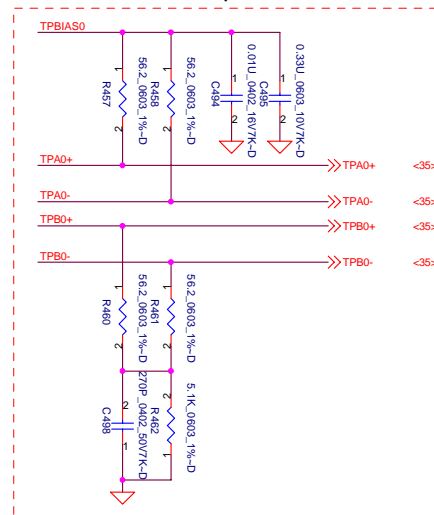 TPBIAS0
1
R457
2
56.2_0603_1%~D
1
R458
2
56.2_0603_1%~D
1
C494
2
0.01U_0402_16V7K~D
1
C495
2
0.33U_0603_10V7K~D
TPA0+ TPA0+ <35>
TPA0- TPA0- <35>
TPB0+ TPB0+ <35>
TPB0- TPB0- <35>
1
R460
2
56.2_0603_1%~D
1
R461
2
56.2_0603_1%~D
2
C498
1
270P_0402_50V7K~D
2
R462
1
5.1K_0603_1%~D